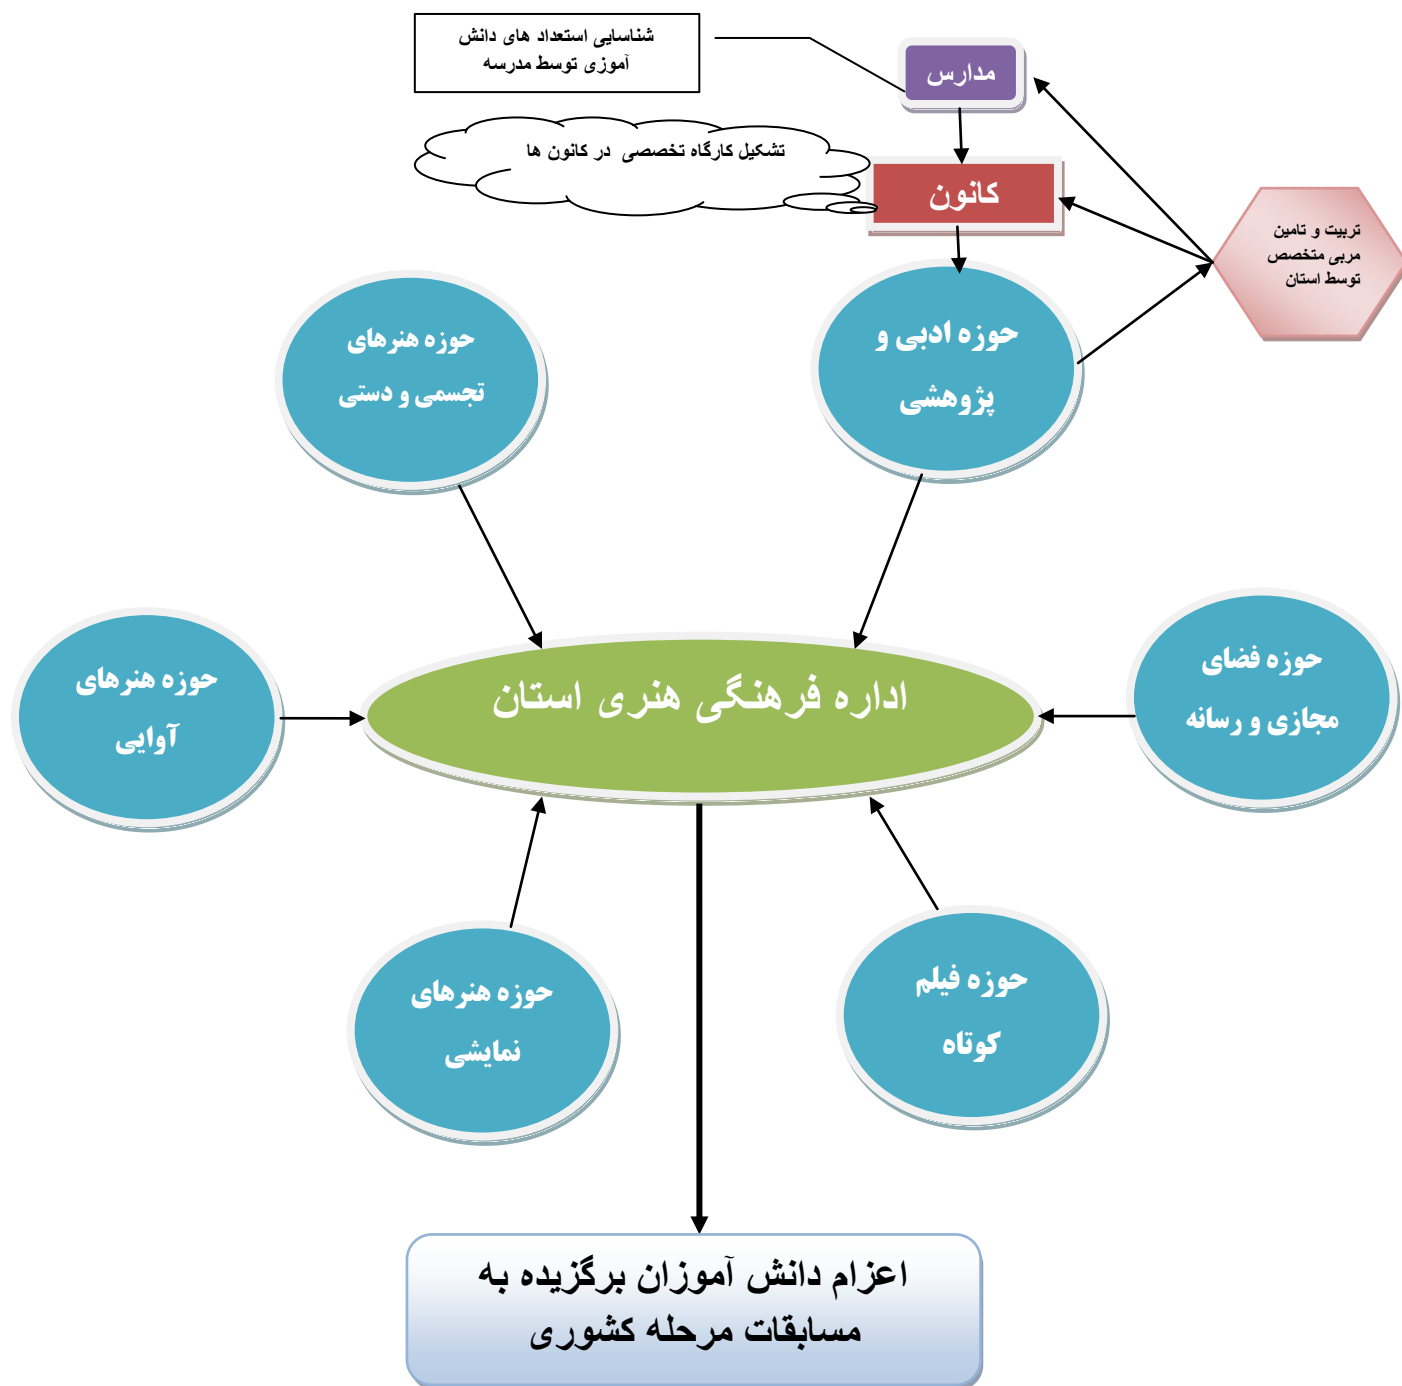 شناسایی استعداد های دانش
آموزی توسط مدرسه
مدارس
تشکیل کارگاه تخصصی در کانون ها
کانون
تربیت و تامین
مربی متخصص
توسط استان
حوزه ادبی و
پژوهشی
حوزه هنرهای
تجسمی و دستی
حوزه فضای
مجازی و رسانه
اداره فرهنگی هنری استان
حوزه هنرهای
آوایی
حوزه فیلم
کوتاه
حوزه هنرهای
نمایشی
اعزام دانش آموزان برگزیده به
مسابقات مرحله کشوری